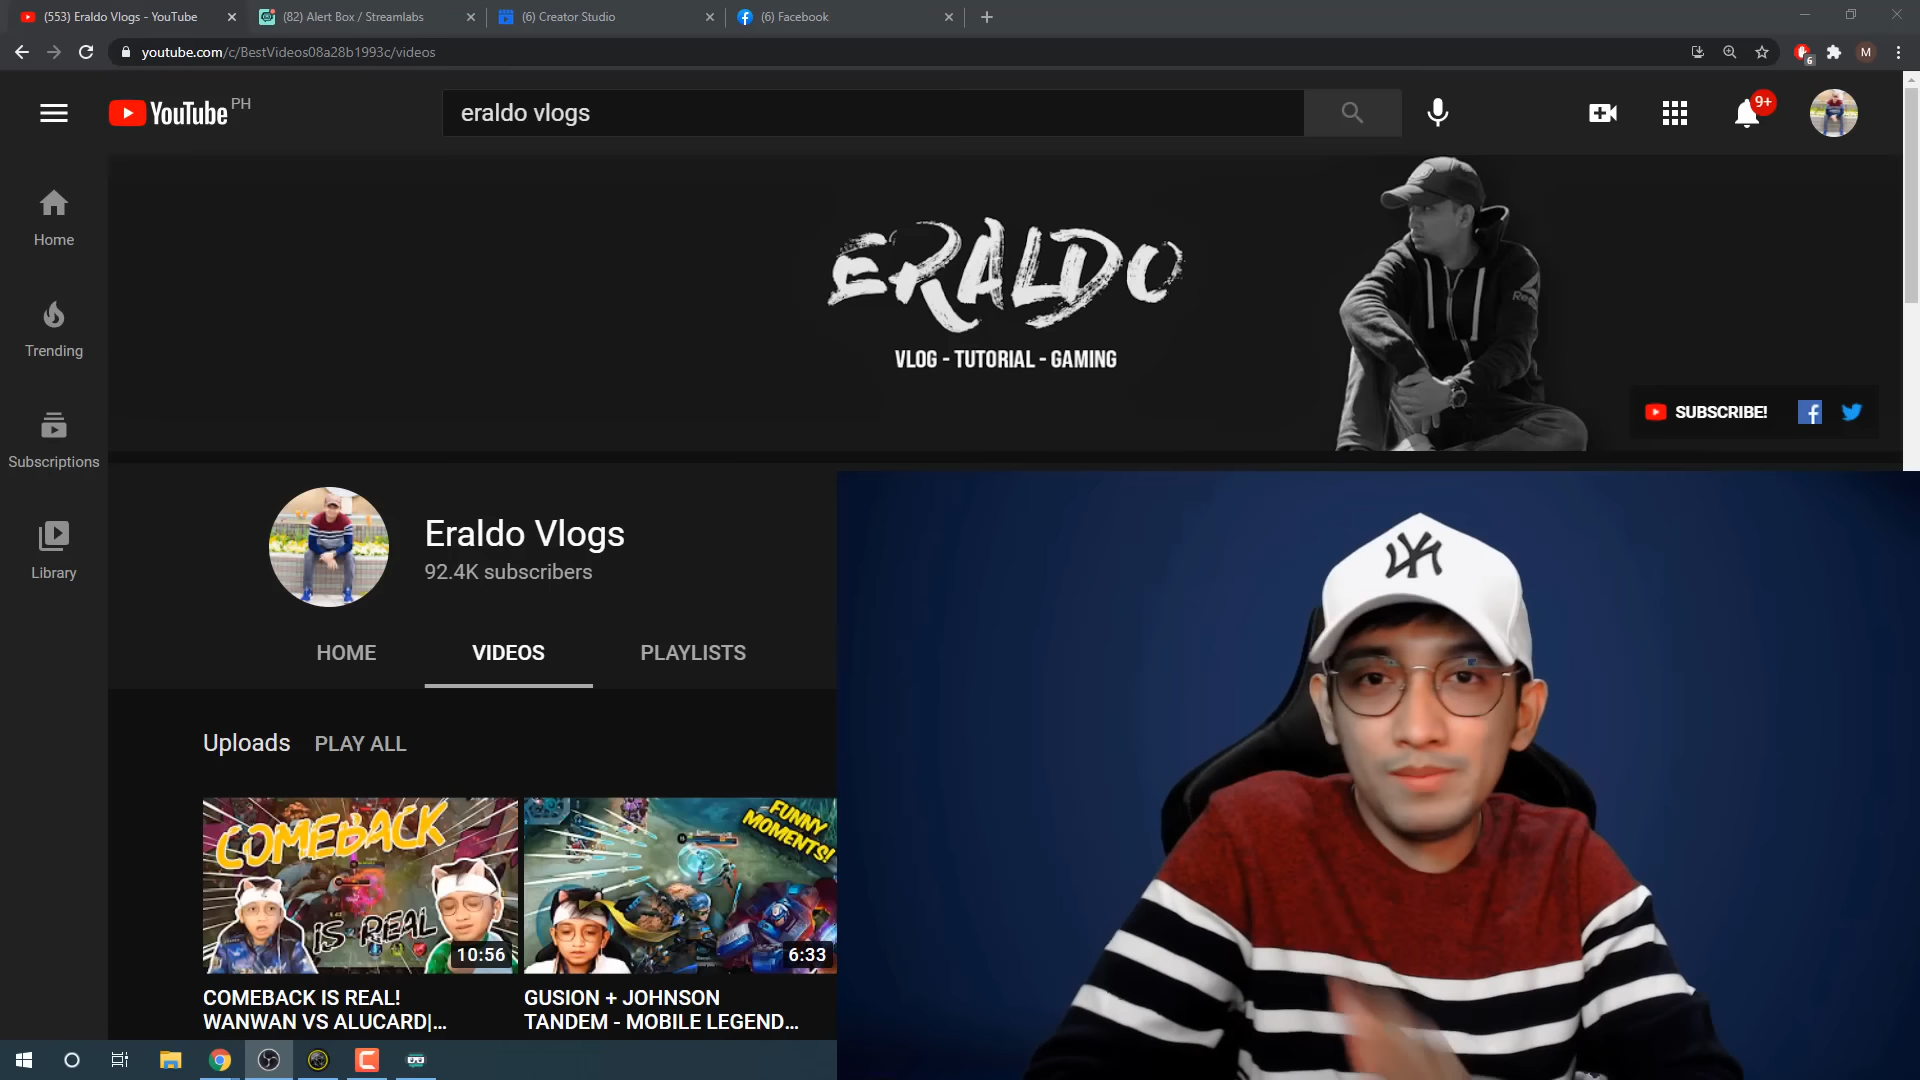 (553) Eraldo Vlogs - YouTube
(82) Alert Box / Streamlabs
(6) Creator Studio
(6) Facebook
youtube.com/c/BestVideos08a28b1993c/videos
6
M
YouTube PH
eraldo vlogs
9+
Home
Trending
Subscriptions
Library
ERALDO
VLOG - TUTORIAL - GAMING
SUBSCRIBE!
Eraldo Vlogs
92.4K subscribers
HOME
VIDEOS
PLAYLISTS
Uploads
PLAY ALL
COMEBACK
IS REAL
10:56
FUNNY
MOMENTS!
6:33
COMEBACK IS REAL!
WANWAN VS ALUCARD|...
GUSION + JOHNSON
TANDEM - MOBILE LEGEND...